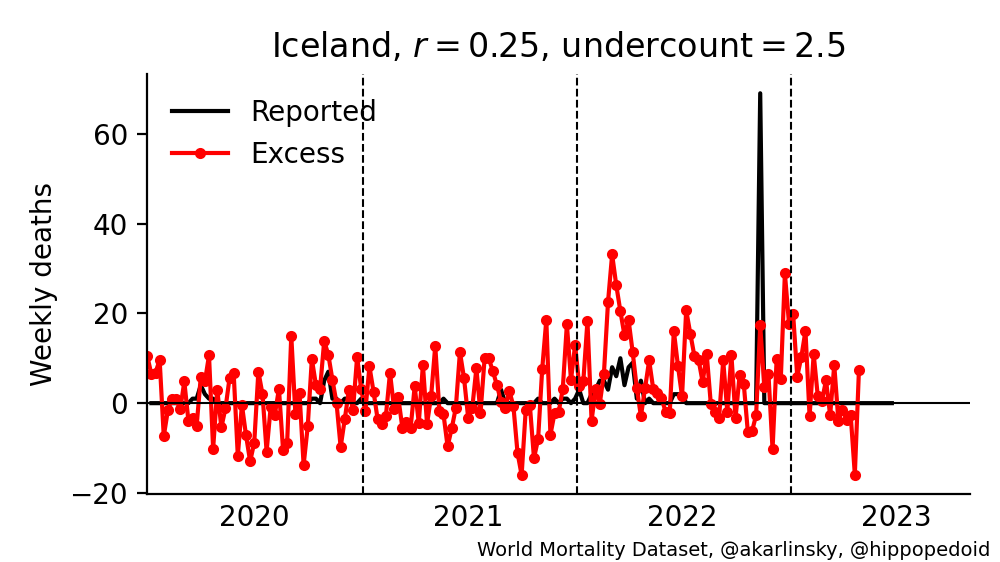 Iceland, r = 0.25, undercount = 2.5
Reported
Excess
Weekly deaths
60
40
20
0
−20
2020 2021 2022 2023
World Mortality Dataset, @akarlinsky, @hippopedoid